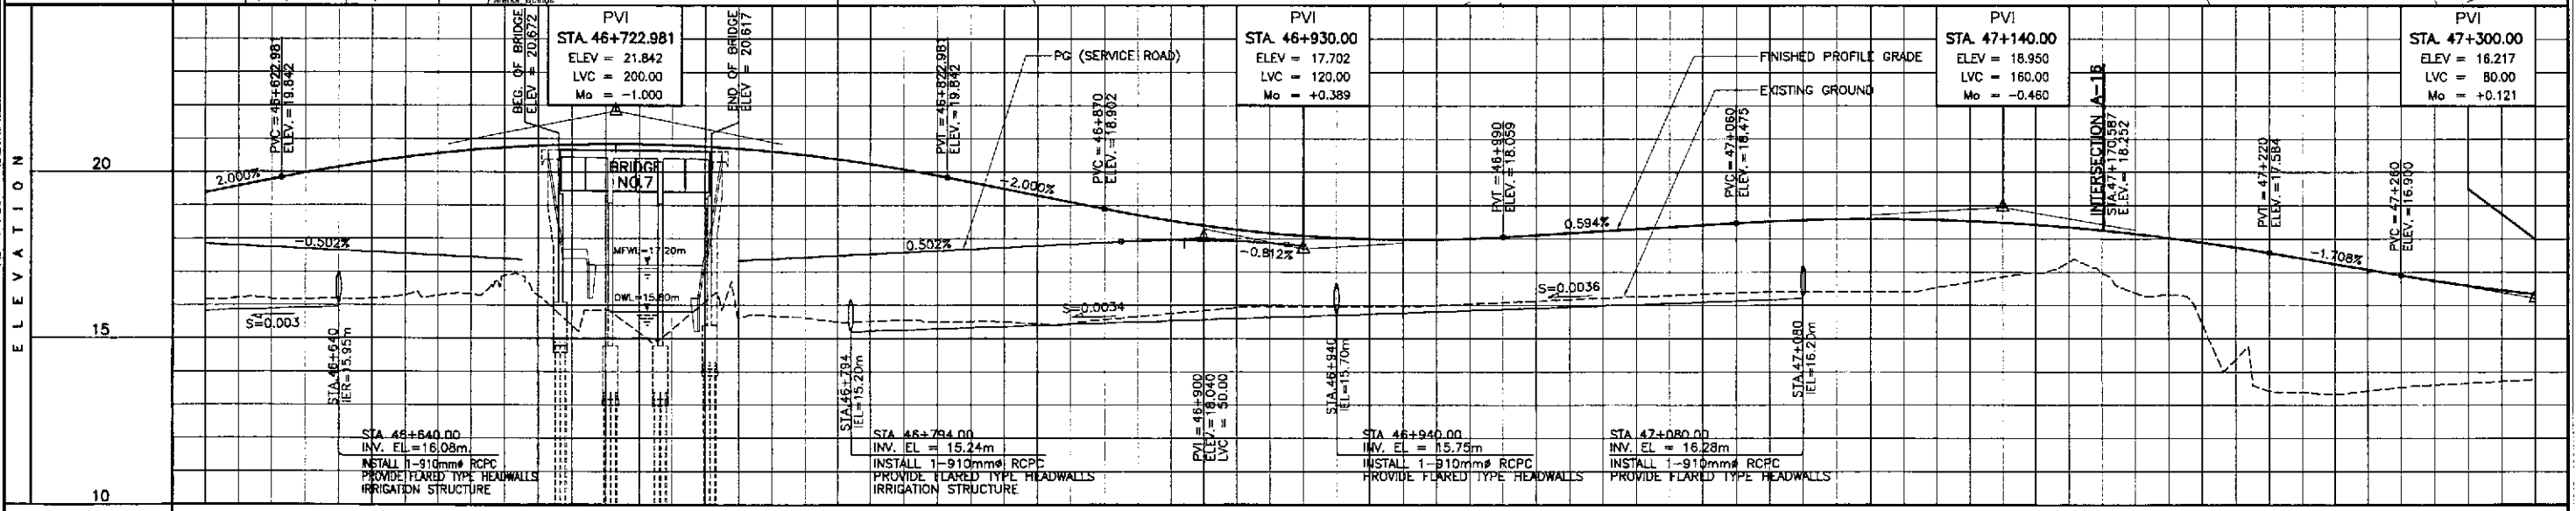 ELEVATION
20
15
10
PVC = 46+622.981
ELEV. = 19.842
2.000%
BEG. OF BRIDGE
ELEV = 20.672
PVI
STA. 46+722.981
ELEV = 21.842
LVC = 200.00
Mo = -1.000
END OF BRIDGE
ELEV = 20.617
BRIDGE
NO.7
MFWL=17.20m
OWL=15.80m
-0.502%
S=0.003
STA.46+640
IER=15.95m
STA. 46+640.00
INV. EL.=16.08m
INSTALL 1-910mmø RCPC
PROVIDE FLARED TYPE HEADWALLS
IRRIGATION STRUCTURE
PVT = 46+822.981
ELEV. = 19.842
PG (SERVICE ROAD)
-2.000%
0.502%
PVC = 46+870
ELEV. = 18.902
S=0.0034
STA.46+794
IEL=15.20m
STA. 46+794.00
INV. EL = 15.24m
INSTALL 1-910mmø RCPC
PROVIDE FLARED TYPE HEADWALLS
IRRIGATION STRUCTURE
PVI = 46+900
ELEV.= 18.040
LVC = 50.00
PVI
STA. 46+930.00
ELEV = 17.702
LVC = 120.00
Mo = +0.389
-0.812%
STA.46+940
IEL=15.70m
STA. 46+940.00
INV. EL = 15.75m
INSTALL 1-910mmø RCPC
PROVIDE FLARED TYPE HEADWALLS
PVT = 46+990
ELEV. = 18.059
0.594%
S=0.0036
FINISHED PROFILE GRADE
EXISTING GROUND
PVC = 47+060
ELEV. = 18.475
STA.47+080
IEL=16.20m
STA. 47+080.00
INV. EL = 16.28m
INSTALL 1-910mmø RCPC
PROVIDE FLARED TYPE HEADWALLS
PVI
STA. 47+140.00
ELEV = 18.950
LVC = 160.00
Mo = -0.460
INTERSECTION A-16
STA.47+170.587
ELEV.= 18.252
PVT = 47+220
ELEV. = 17.584
-1.708%
PVC = 47+260
ELEV. = 16.900
PVI
STA. 47+300.00
ELEV = 16.217
LVC = 80.00
Mo = +0.121